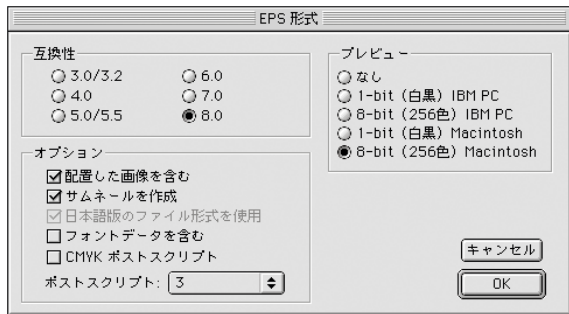 EPS 形式
互換性
3.0/3.2
6.0
4.0
7.0
5.0/5.5
8.0
オプション
配置した画像を含む
サムネールを作成
日本語版のファイル形式を使用
フォントデータを含む
CMYK ポストスクリプト
ポストスクリプト: 3
プレビュー
なし
1-bit (白黒) IBM PC
8-bit (256色) IBM PC
1-bit (白黒) Macintosh
8-bit (256色) Macintosh
キャンセル
OK